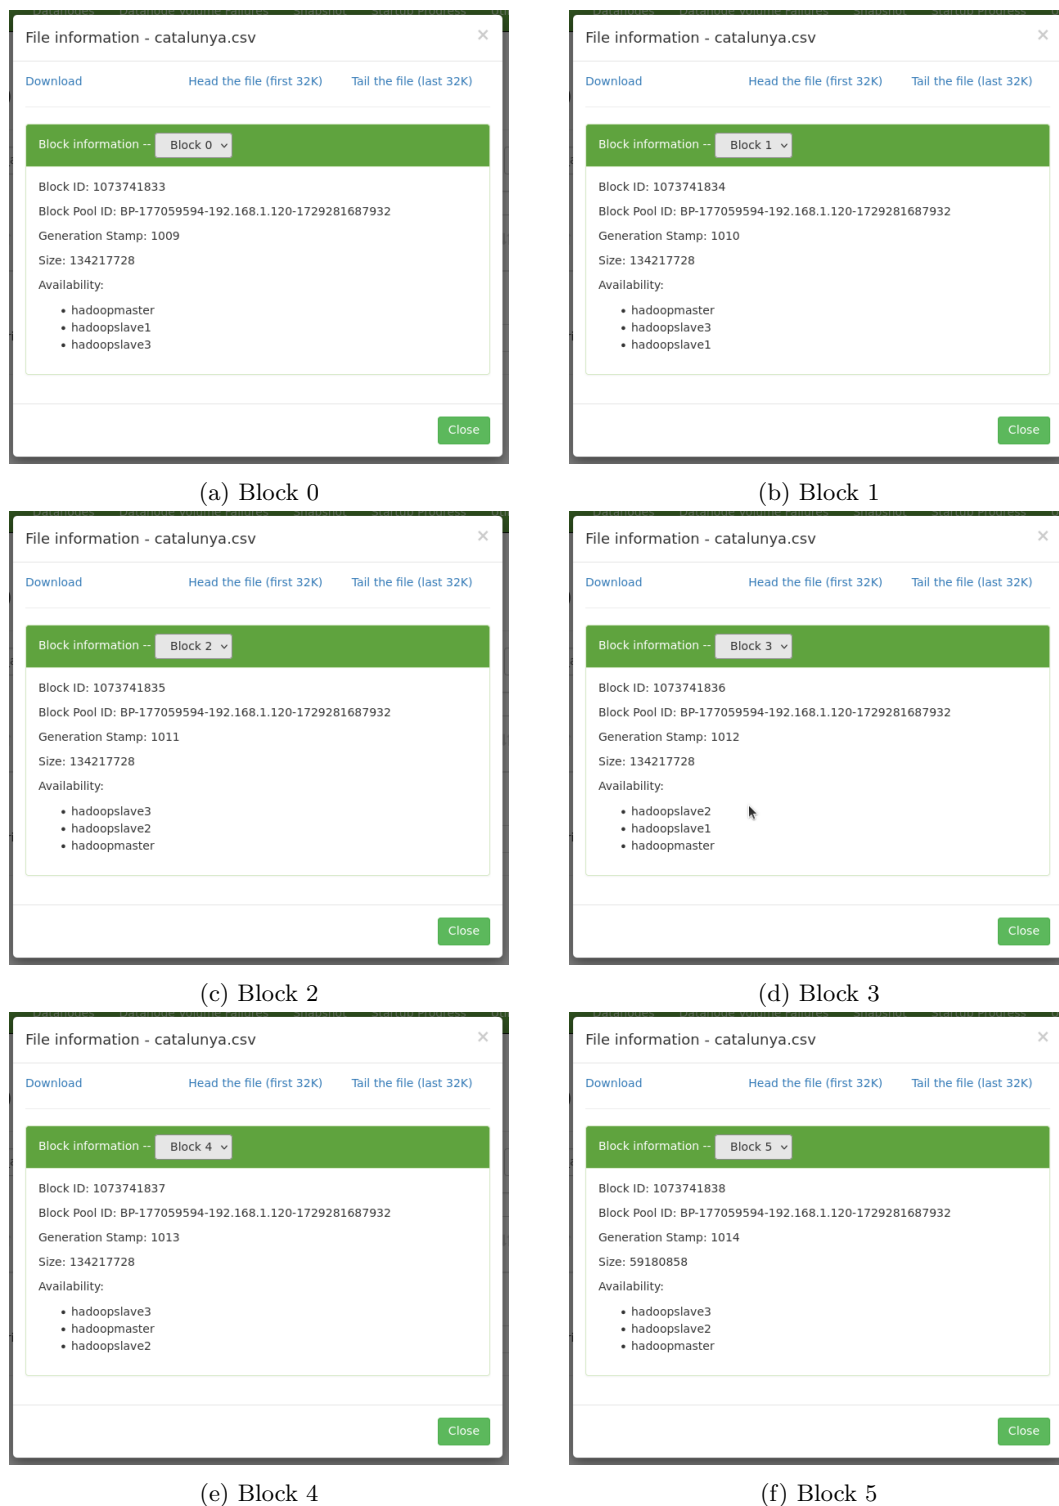 File information - catalunya.csv ×
Download Head the file (first 32K) Tail the file (last 32K)
Block information -- Block 0
Block ID: 1073741833
Block Pool ID: BP-177059594-192.168.1.120-1729281687932
Generation Stamp: 1009
Size: 134217728
Availability:
• hadoopmaster
• hadoopslave1
• hadoopslave3
Close
(a) Block 0
File information - catalunya.csv ×
Download Head the file (first 32K) Tail the file (last 32K)
Block information -- Block 1
Block ID: 1073741834
Block Pool ID: BP-177059594-192.168.1.120-1729281687932
Generation Stamp: 1010
Size: 134217728
Availability:
• hadoopmaster
• hadoopslave3
• hadoopslave1
Close
(b) Block 1
File information - catalunya.csv ×
Download Head the file (first 32K) Tail the file (last 32K)
Block information -- Block 2
Block ID: 1073741835
Block Pool ID: BP-177059594-192.168.1.120-1729281687932
Generation Stamp: 1011
Size: 134217728
Availability:
• hadoopslave3
• hadoopslave2
• hadoopmaster
Close
(c) Block 2
File information - catalunya.csv ×
Download Head the file (first 32K) Tail the file (last 32K)
Block information -- Block 3
Block ID: 1073741836
Block Pool ID: BP-177059594-192.168.1.120-1729281687932
Generation Stamp: 1012
Size: 134217728
Availability:
• hadoopslave2
• hadoopslave1
• hadoopmaster
Close
(d) Block 3
File information - catalunya.csv ×
Download Head the file (first 32K) Tail the file (last 32K)
Block information -- Block 4
Block ID: 1073741837
Block Pool ID: BP-177059594-192.168.1.120-1729281687932
Generation Stamp: 1013
Size: 134217728
Availability:
• hadoopslave3
• hadoopmaster
• hadoopslave2
Close
(e) Block 4
File information - catalunya.csv ×
Download Head the file (first 32K) Tail the file (last 32K)
Block information -- Block 5
Block ID: 1073741838
Block Pool ID: BP-177059594-192.168.1.120-1729281687932
Generation Stamp: 1014
Size: 59180858
Availability:
• hadoopslave3
• hadoopslave2
• hadoopmaster
Close
(f) Block 5